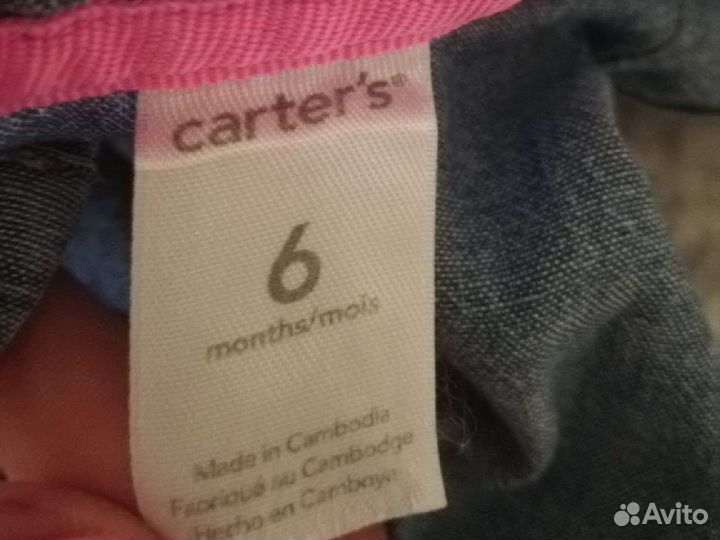 carter's®
6
months/mois
Made in Cambodia
Fabriqué au Cambodge
Hecho en Camboya
Avito